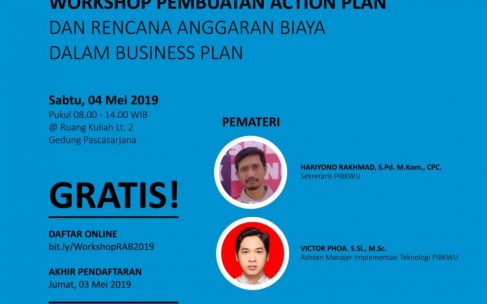 WORKSHOP PEMBUATAN ACTION PLAN
DAN RENCANA ANGGARAN BIAYA
DALAM BUSINESS PLAN
Sabtu, 04 Mei 2019
Pukul 08.00 - 14.00 WIB
@ Ruang Kuliah Lt. 2
Gedung Pascasarjana
GRATIS!
DAFTAR ONLINE
bit.ly/WorkshopRAB2019
AKHIR PENDAFTARAN
Jumat, 03 Mei 2019
PEMATERI
HARIYONO RAKHMAD, S.Pd. M.Kom., CPC.
Sekretaris PIBKWU
VICTOR PHOA. S.Si., M.Sc.
Asisten Manajer Implementasi Teknologi PIBKWU